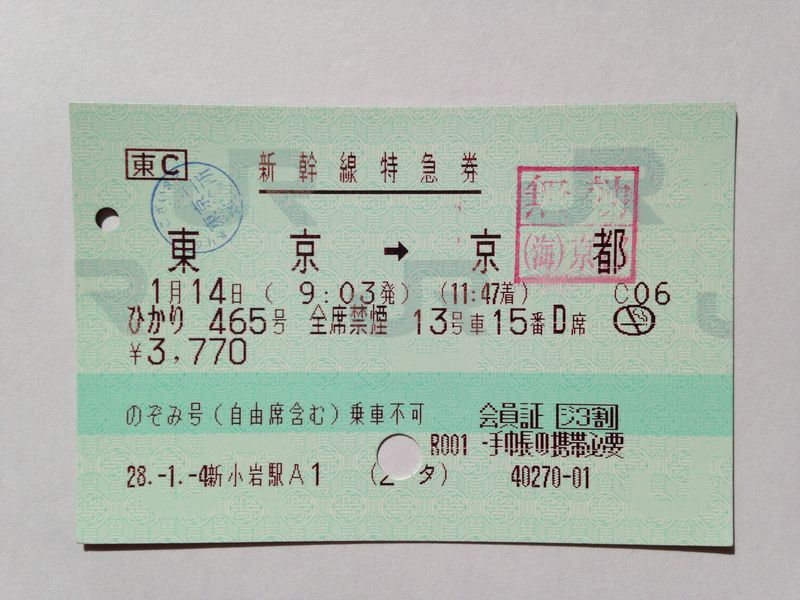 東C
新幹線特急券
東京→京都
1月14日(9:03発)(11:47着) C06
ひかり 465号 全席禁煙 13号車15番D席
¥3,770
のぞみ号(自由席含む)乗車不可 会員証 ジ3割
R001 手帳の携帯必要
28.-1.-4新小岩駅A1 (2-タ) 40270-01
無効
(海)京都